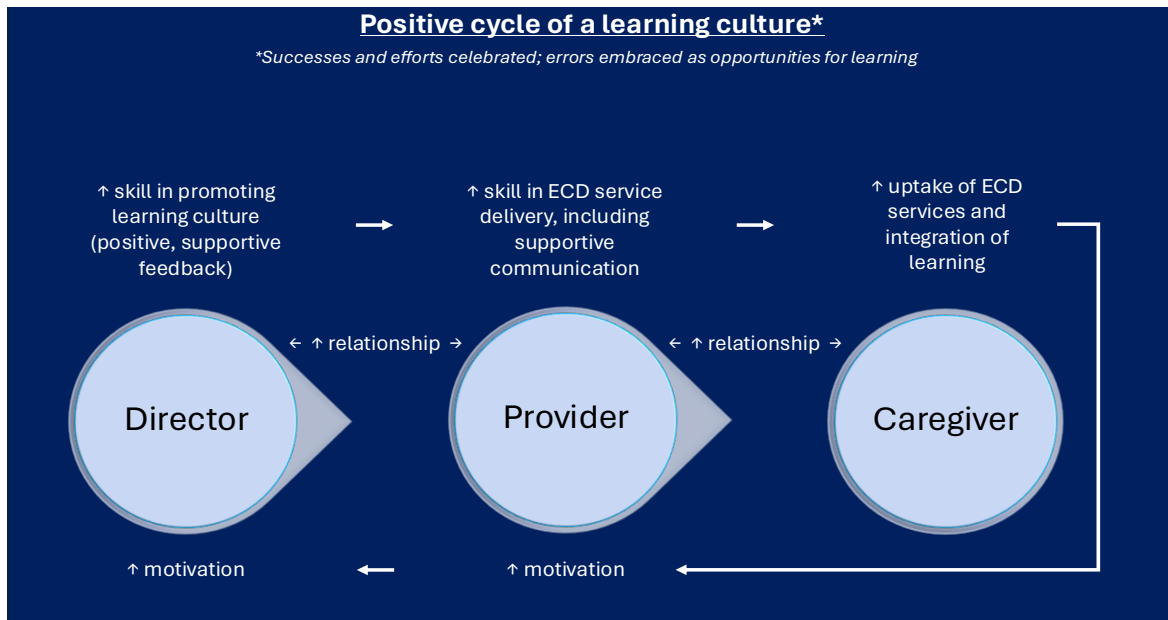 Positive cycle of a learning culture*
*Successes and efforts celebrated; errors embraced as opportunities for learning
↑ skill in promoting
learning culture
(positive, supportive
feedback)
↑ skill in ECD service
delivery, including
supportive
communication
↑ uptake of ECD
services and
integration of
learning
← ↑ relationship →
← ↑ relationship →
Director
Provider
Caregiver
↑ motivation
↑ motivation